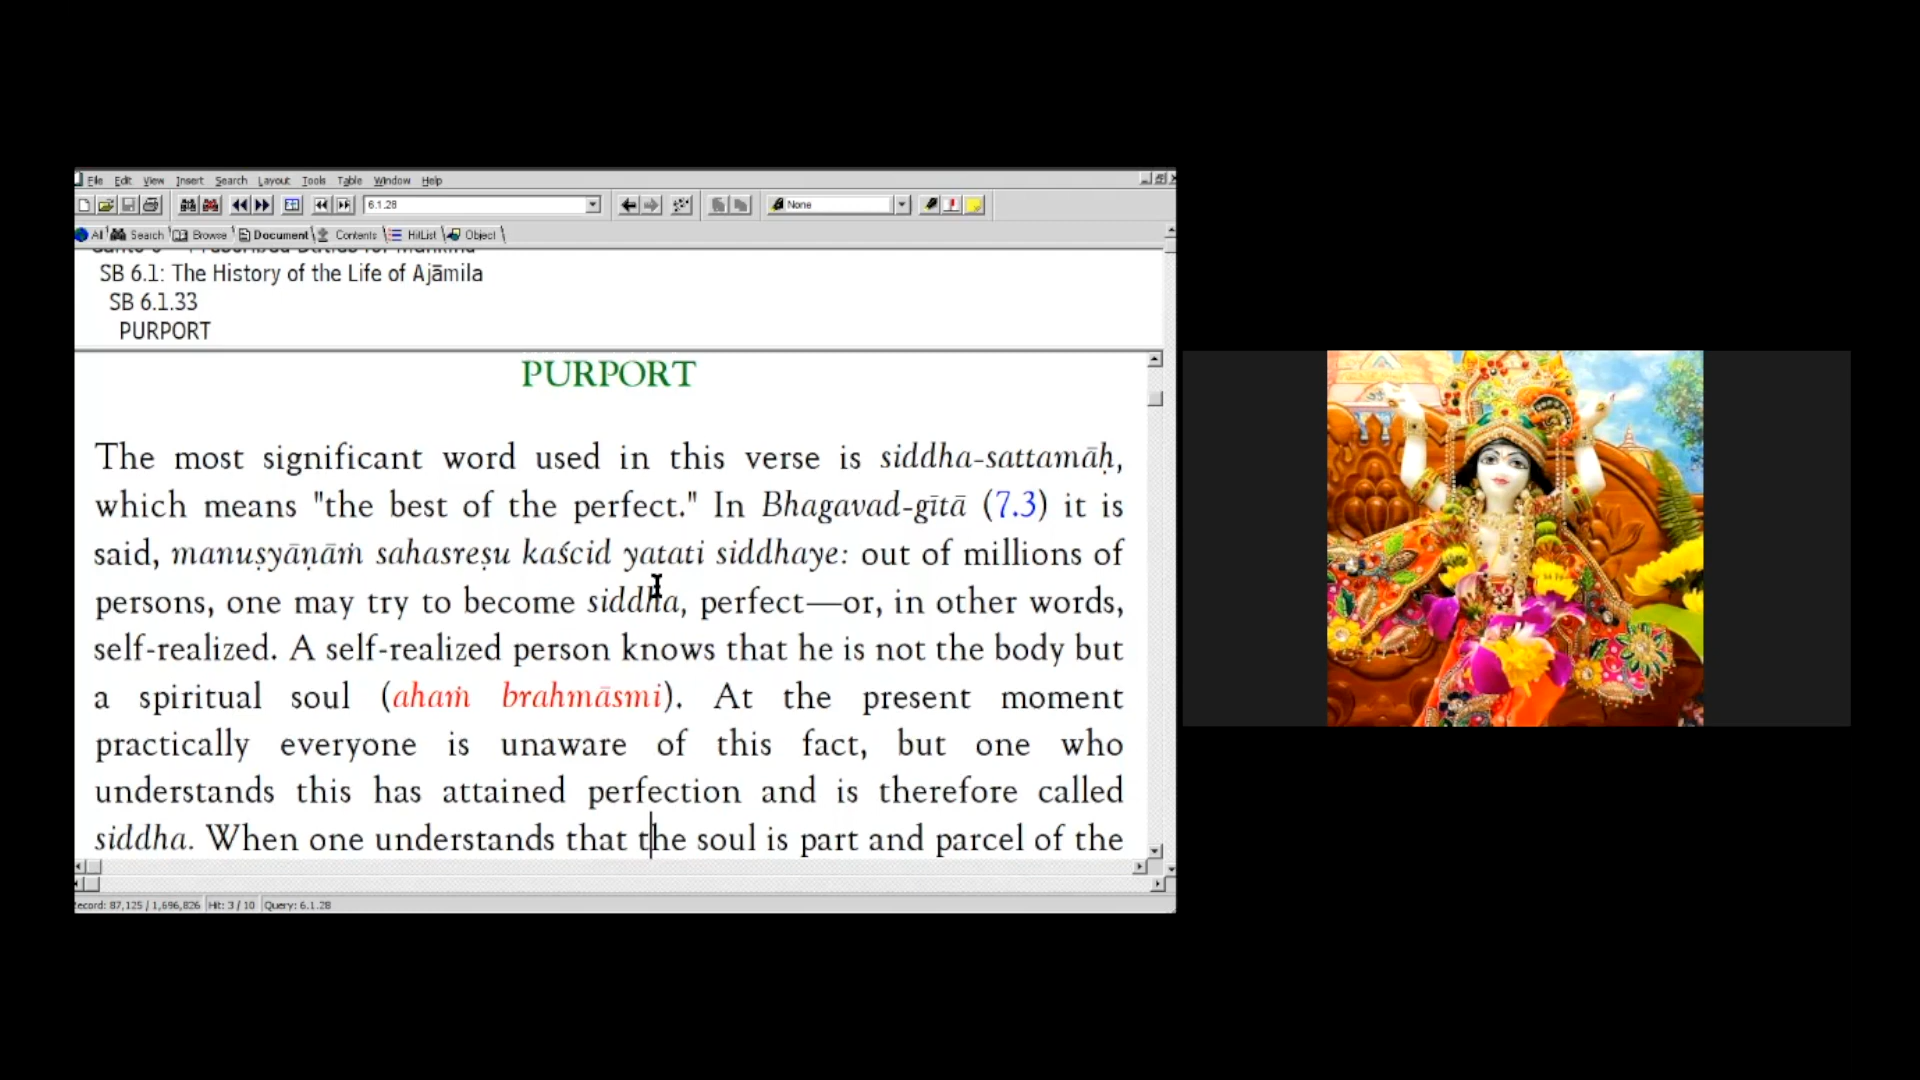 File Edit View Insert Search Layout Tools Table Window Help
6.1.28 None
All Search Browse Document Contents HitList Object
SB 6.1: The History of the Life of Ajāmila
SB 6.1.33
PURPORT
PURPORT
The most significant word used in this verse is siddha-sattamāḥ,
which means "the best of the perfect." In Bhagavad-gītā (7.3) it is
said, manuṣyāṇāṁ sahasreṣu kaścid yatati siddhaye: out of millions of
persons, one may try to become siddha, perfect—or, in other words,
self-realized. A self-realized person knows that he is not the body but
a spiritual soul (ahaṁ brahmāsmi). At the present moment
practically everyone is unaware of this fact, but one who
understands this has attained perfection and is therefore called
siddha. When one understands that the soul is part and parcel of the
ecord: 87,125 / 1,696,826 Hit: 3 / 10 Query: 6.1.28